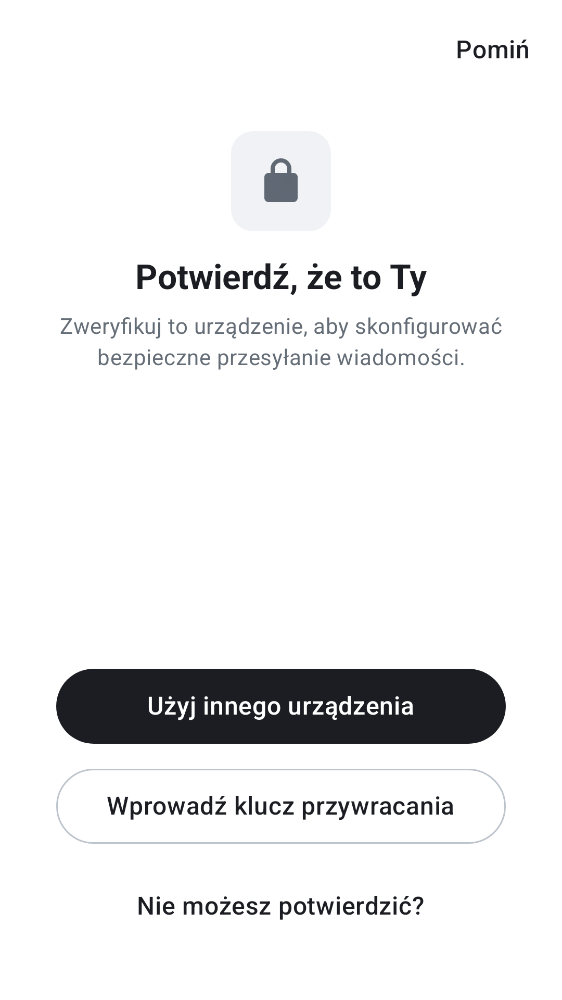 Pomiń
Potwierdź, że to Ty
Zweryfikuj to urządzenie, aby skonfigurować
bezpieczne przesyłanie wiadomości.
Użyj innego urządzenia
Wprowadź klucz przywracania
Nie możesz potwierdzić?